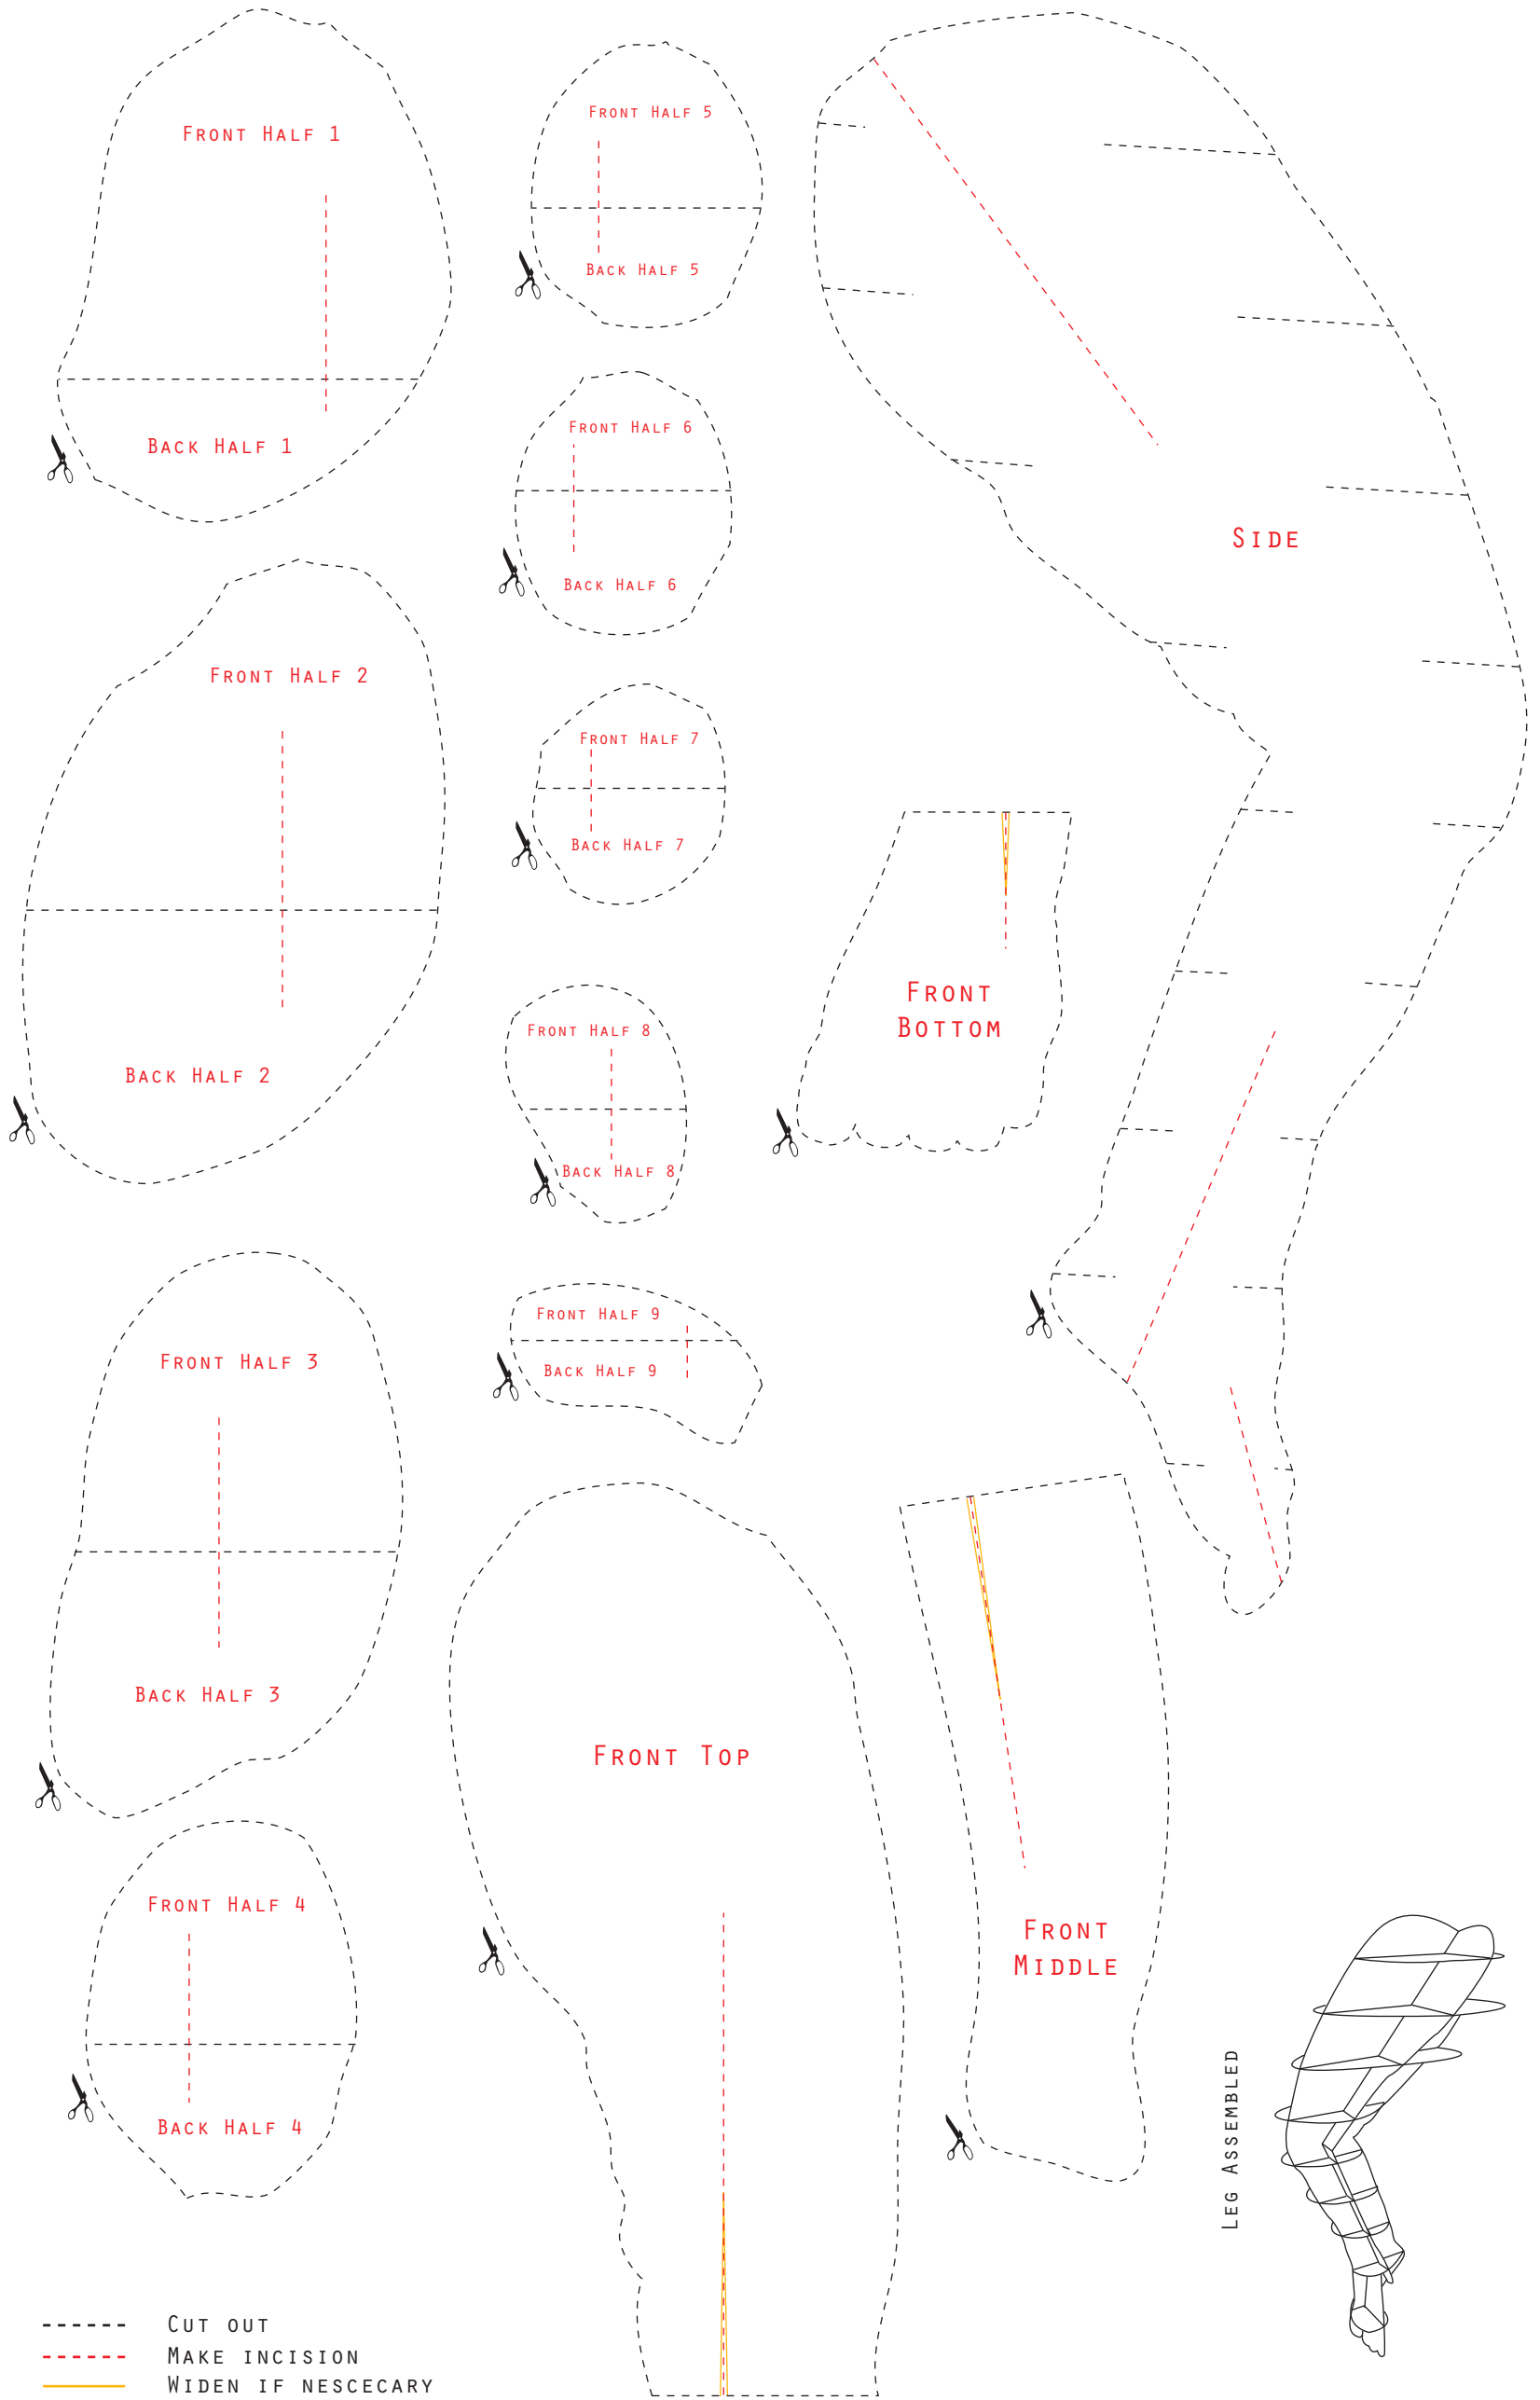 Front Half 1
Back Half 1
Front Half 5
Back Half 5
Front Half 6
Back Half 6
Side
Front Half 2
Back Half 2
Front Half 7
Back Half 7
Front
Bottom
Front Half 8
Back Half 8
Front Half 9
Back Half 9
Front Half 3
Back Half 3
Front Top
Front Half 4
Back Half 4
Front
Middle
Leg Assembled
Cut out
Make incision
Widen if nescecary